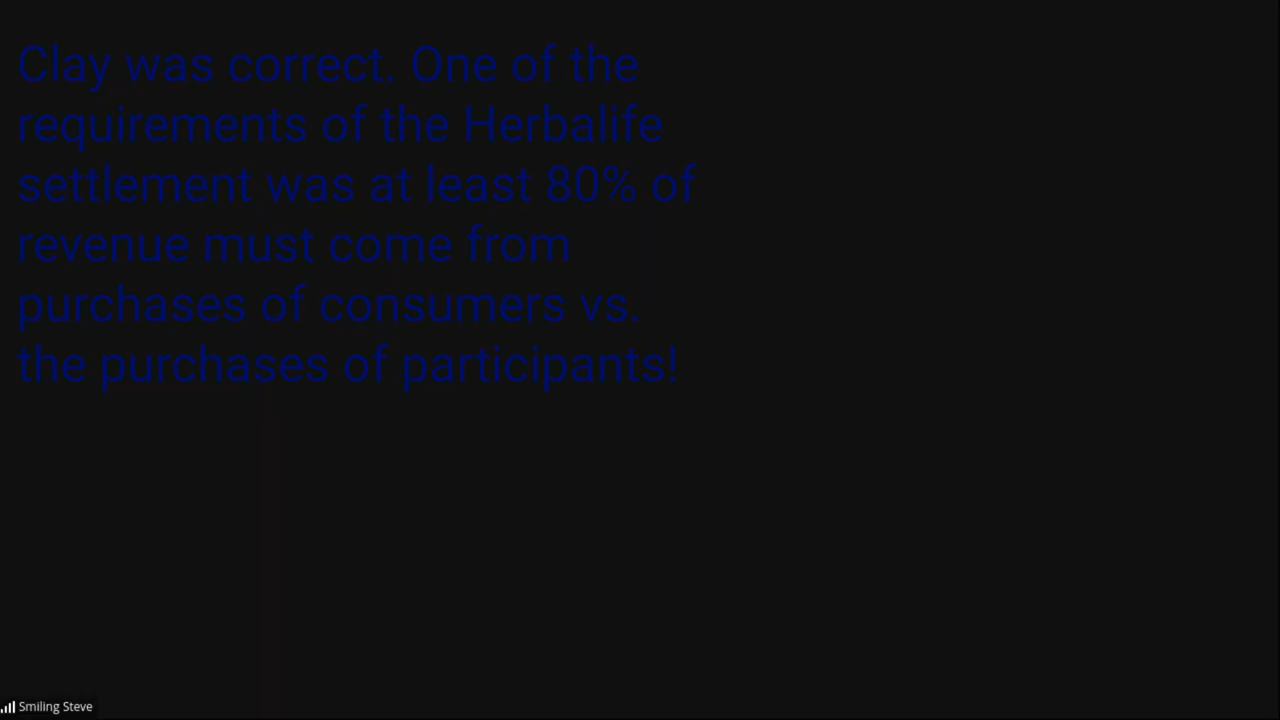 Clay was correct. One of the
requirements of the Herbalife
settlement was at least 80% of
revenue must come from
purchases of consumers vs.
the purchases of participants!
Smiling Steve